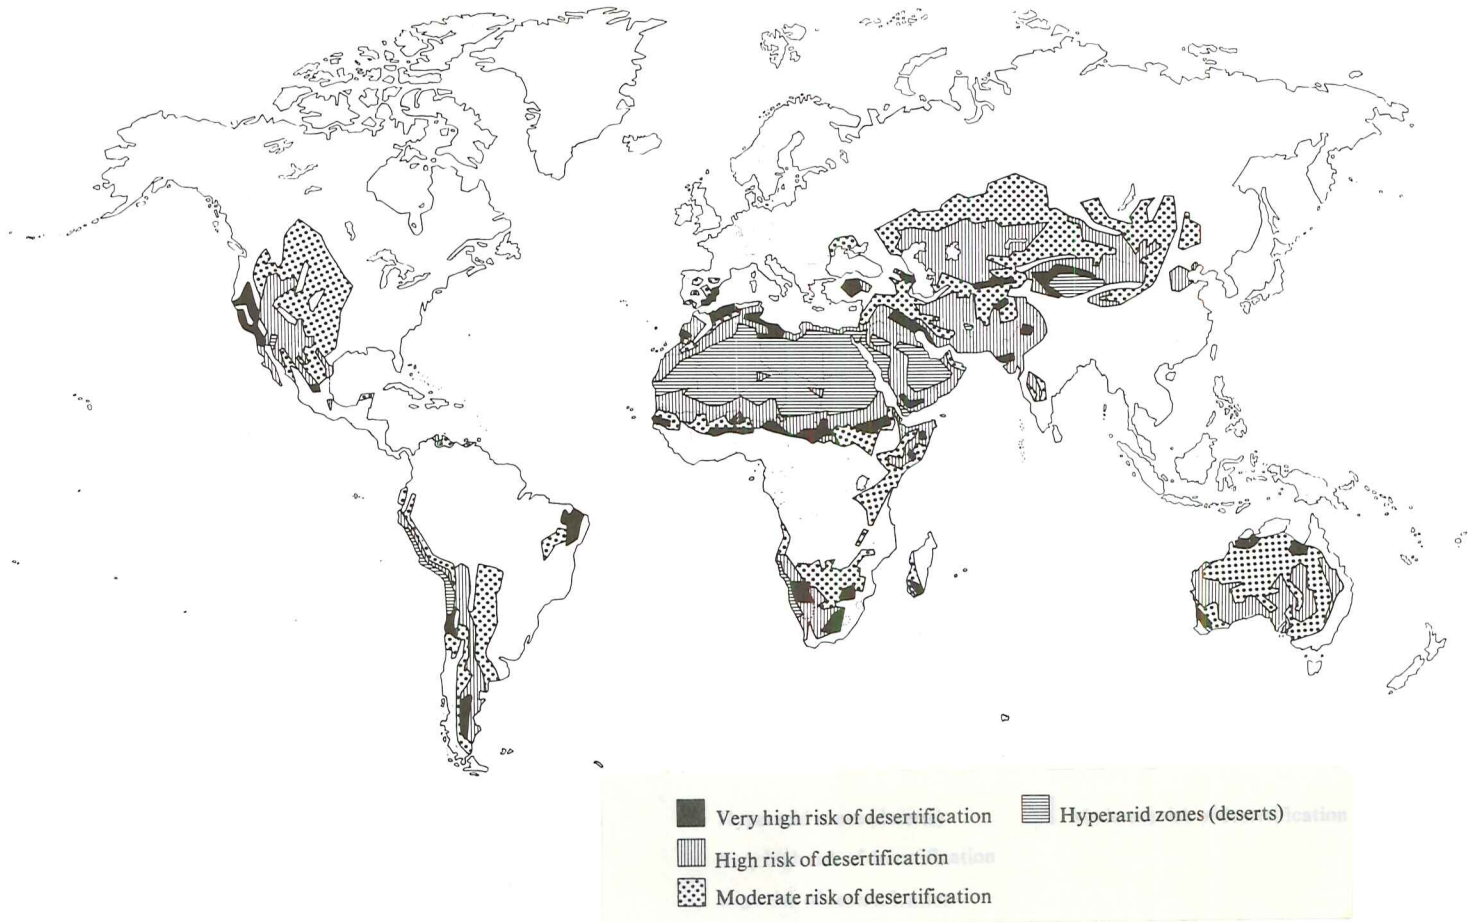 Very high risk of desertification
High risk of desertification
Moderate risk of desertification
Hyperarid zones (deserts)